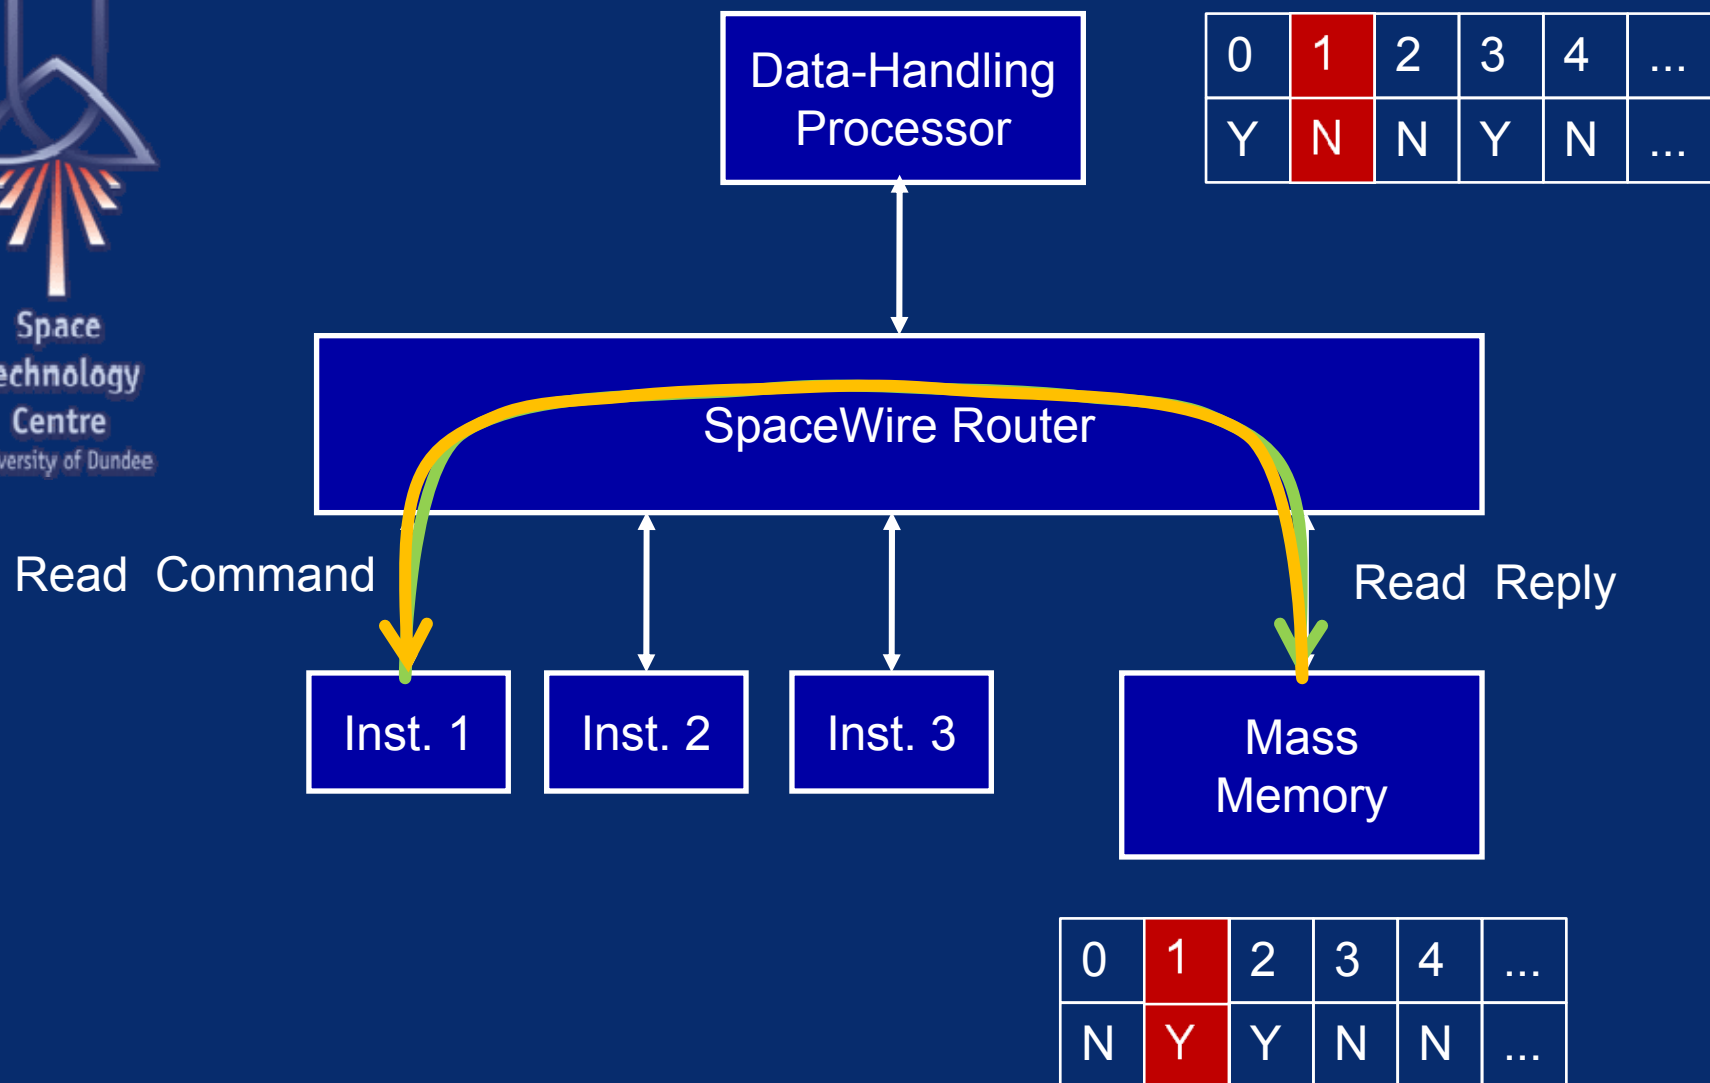 Data-Handling
Processor
0 1 2 3 4 ...
Y N N Y N ...
Space
echnology
Centre
versity of Dundee
SpaceWire Router
Read Command
Read Reply
Inst. 1
Inst. 2
Inst. 3
Mass
Memory
0 1 2 3 4 ...
N Y Y N N ...